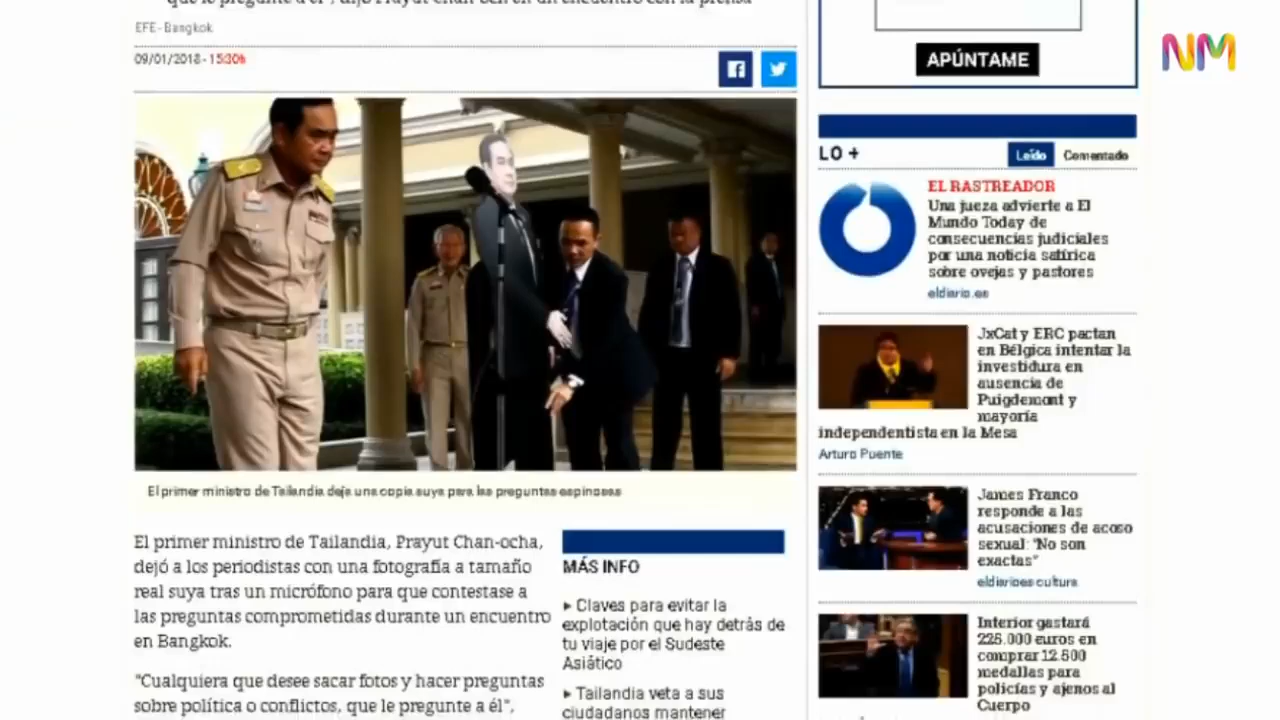 que le pregunte a él", dijo Prayut Chan-och en un encuentro con la prensa
EFE - Bangkok
09/01/2018 - 15:30h
El primer ministro de Tailandia deja una copia suya para las preguntas espinosas
El primer ministro de Tailandia, Prayut Chan-ocha,
dejó a los periodistas con una fotografía a tamaño
real suya tras un micrófono para que contestase a
las preguntas comprometidas durante un encuentro
en Bangkok.
"Cualquiera que desee sacar fotos y hacer preguntas
sobre política o conflictos, que le pregunte a él",
MÁS INFO
▸ Claves para evitar la
explotación que hay detrás de
tu viaje por el Sudeste
Asiático
▸ Tailandia veta a sus
ciudadanos mantener
APÚNTAME
NM
LO +
Leído Comentado
EL RASTREADOR
Una jueza advierte a El
Mundo Today de
consecuencias judiciales
por una noticia satírica
sobre ovejas y pastores
eldiario.es
JxCat y ERC pactan
en Bélgica intentar la
investidura en
ausencia de
Puigdemont y
mayoría
independentista en la Mesa
Arturo Puente
James Franco
responde a las
acusaciones de acoso
sexual: "No son
exactas"
eldiarioes cultura
Interior gastará
225.000 euros en
comprar 12.500
medallas para
policías y ajenos al
Cuerpo